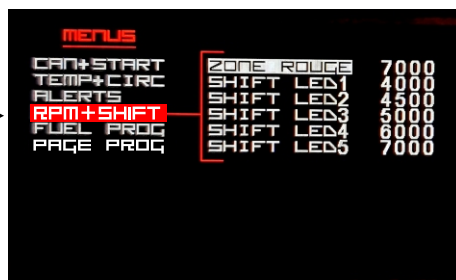 MENUS
CAN+START
TEMP+CIRC
ALERTS
RPM+SHIFT
FUEL PROG
PAGE PROG
ZONE ROUGE 7000
SHIFT LED1 4000
SHIFT LED2 4500
SHIFT LED3 5000
SHIFT LED4 6000
SHIFT LED5 7000